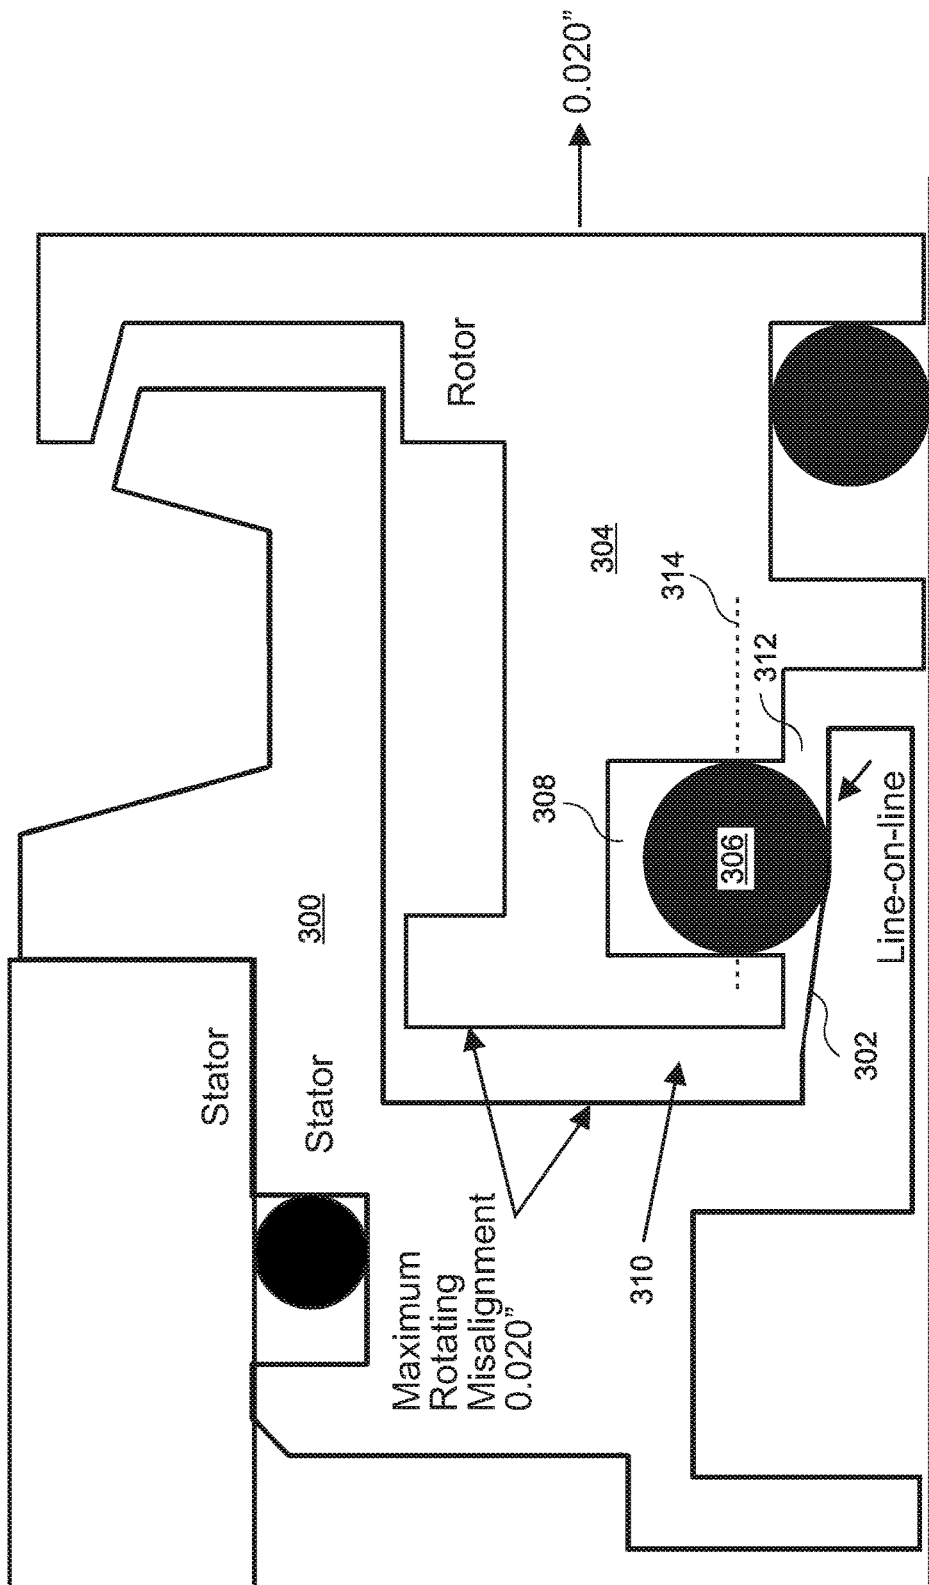 0.020”
Rotor
304
314
312
308
306
300
Line-on-line
302
Stator
Stator
310
Maximum
Rotating
Misalignment
0.020”